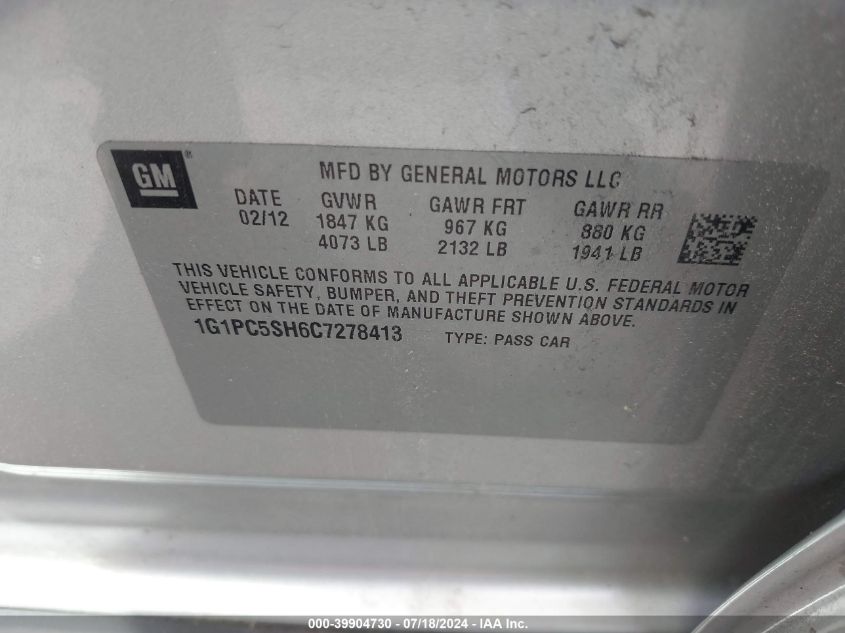 GM ®
MFD BY GENERAL MOTORS LLC
DATE GVWR GAWR FRT GAWR RR
02/12 1847 KG 967 KG 880 KG
4073 LB 2132 LB 1941 LB
THIS VEHICLE CONFORMS TO ALL APPLICABLE U.S. FEDERAL MOTOR
VEHICLE SAFETY, BUMPER, AND THEFT PREVENTION STANDARDS IN
EFFECT ON THE DATE OF MANUFACTURE SHOWN ABOVE.
1G1PC5SH6C7278413 TYPE: PASS CAR
000-39904730 - 07/18/2024 - IAA Inc.